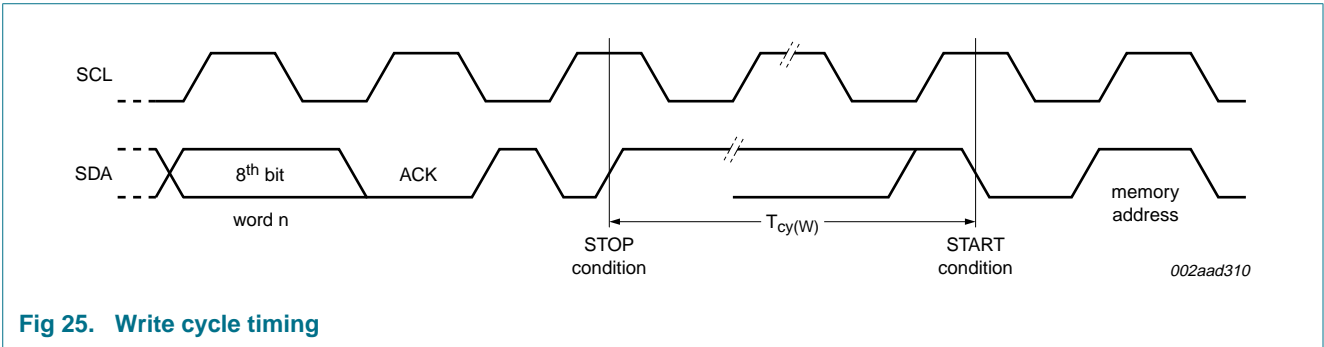 SCL
SDA
8th bit
ACK
word n
memory
address
Tcy(W)
STOP
condition
START
condition
002aad310
Fig 25. Write cycle timing